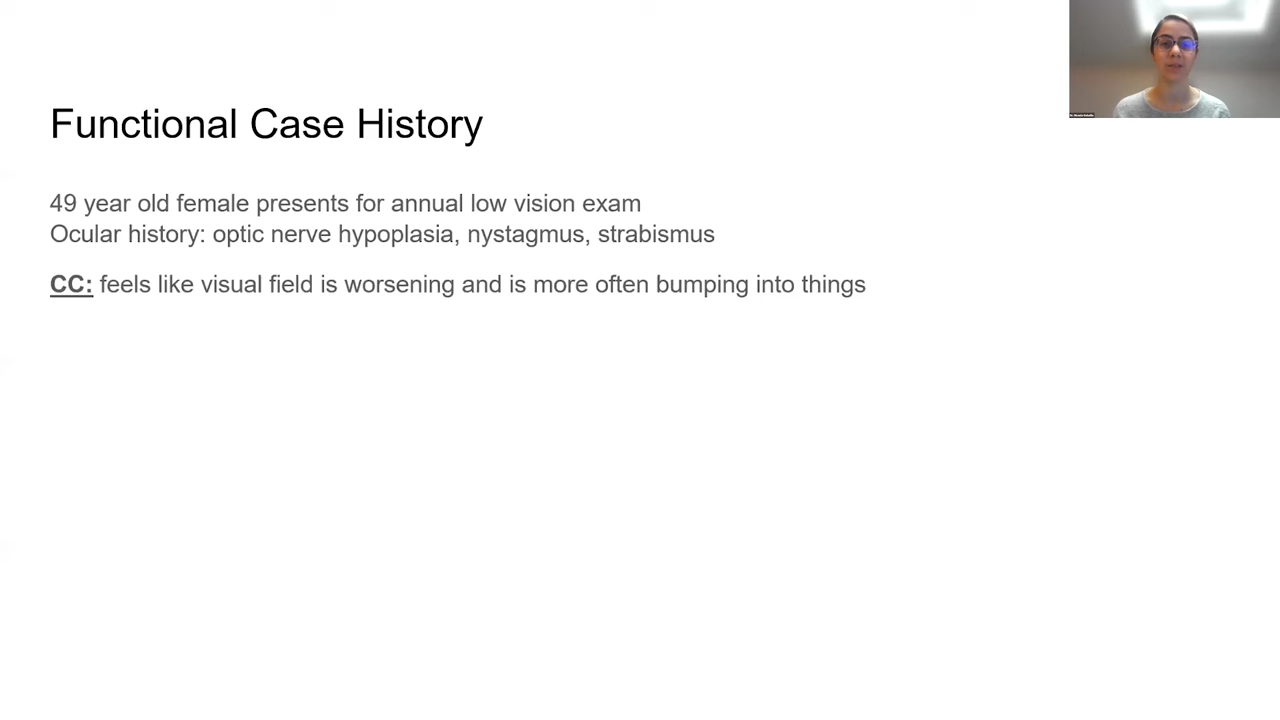 Functional Case History
49 year old female presents for annual low vision exam
Ocular history: optic nerve hypoplasia, nystagmus, strabismus
CC: feels like visual field is worsening and is more often bumping into things